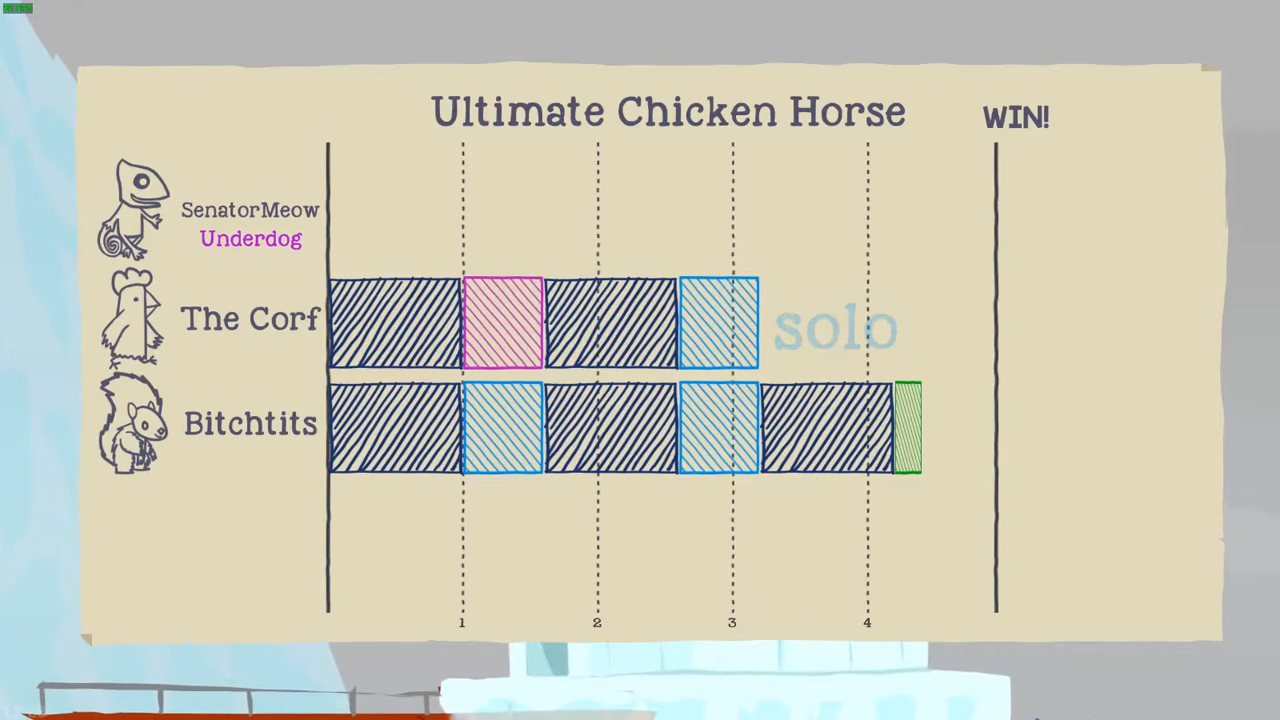 Ultimate Chicken Horse
WIN!
SenatorMeow
Underdog
The Corf
solo
Bitchtits
1 2 3 4